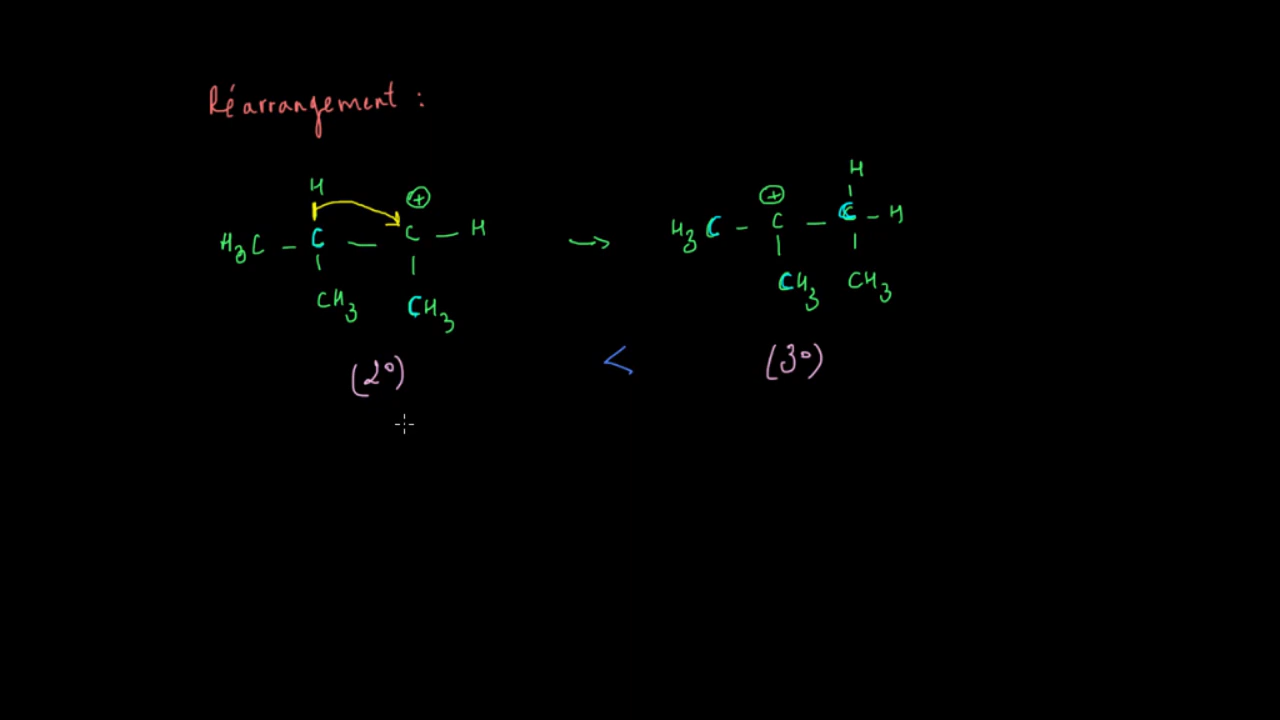 Réarrangement :
H ⊕ ⊕ H
H3C – C — C – H → H3C – C – C – H
CH3 CH3 CH3 CH3
(2°) < (3°)